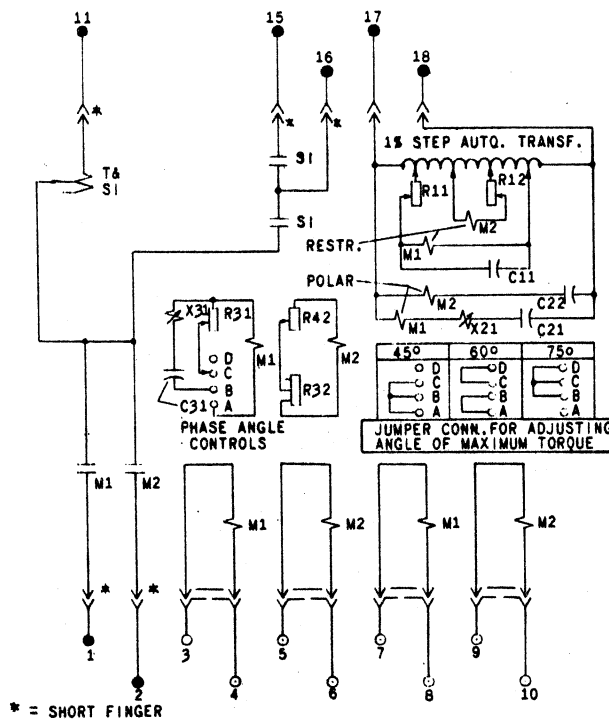 11
15
17
16
18
*
*
*
1% STEP AUTO. TRANSF.
T&
SI
SI
R11
R12
SI
M2
RESTR.
M1
C11
POLAR
M2
C22
M1
X21
C21
X31
R31
R42
M1
M2
D
C
B
A
R32
C31
PHASE ANGLE
CONTROLS
45° 60° 75°
D D D
C C C
B B B
A A A
JUMPER CONN. FOR ADJUSTING
ANGLE OF MAXIMUM TORQUE
M1 M2
M1 M2 M1 M2
* *
1 3 5 7 9
2 4 6 8 10
* = SHORT FINGER